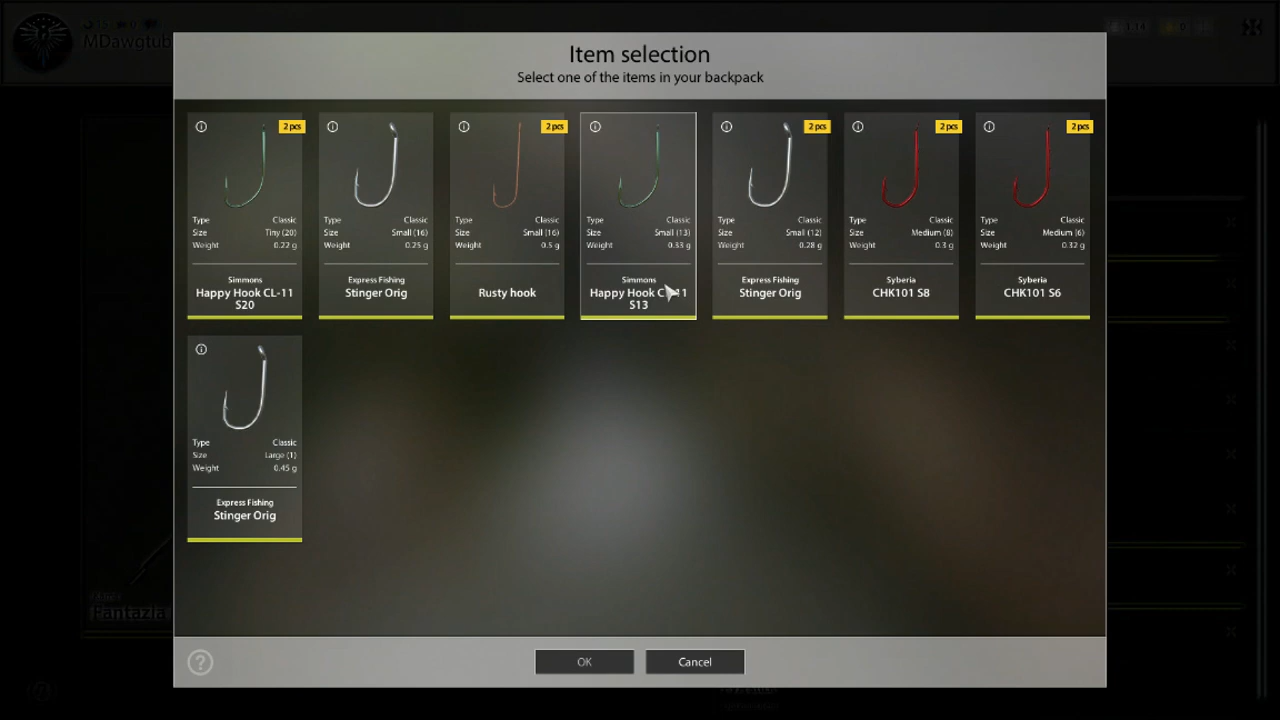 MDawgtub
Item selection
Select one of the items in your backpack
2 pcs
Type Classic
Size Tiny (20)
Weight 0.22 g
Simmons
Happy Hook CL-11
S20
Type Classic
Size Small (16)
Weight 0.25 g
Express Fishing
Stinger Orig
2 pcs
Type Classic
Size Small (16)
Weight 0.5 g
Rusty hook
Type Classic
Size Small (13)
Weight 0.33 g
Simmons
Happy Hook C 11
S13
2 pcs
Type Classic
Size Small (12)
Weight 0.28 g
Express Fishing
Stinger Orig
2 pcs
Type Classic
Size Medium (8)
Weight 0.3 g
Syberia
CHK101 S8
2 pcs
Type Classic
Size Medium (6)
Weight 0.32 g
Syberia
CHK101 S6
Type Classic
Size Large (1)
Weight 0.45 g
Express Fishing
Stinger Orig
Fantazia
?
OK
Cancel